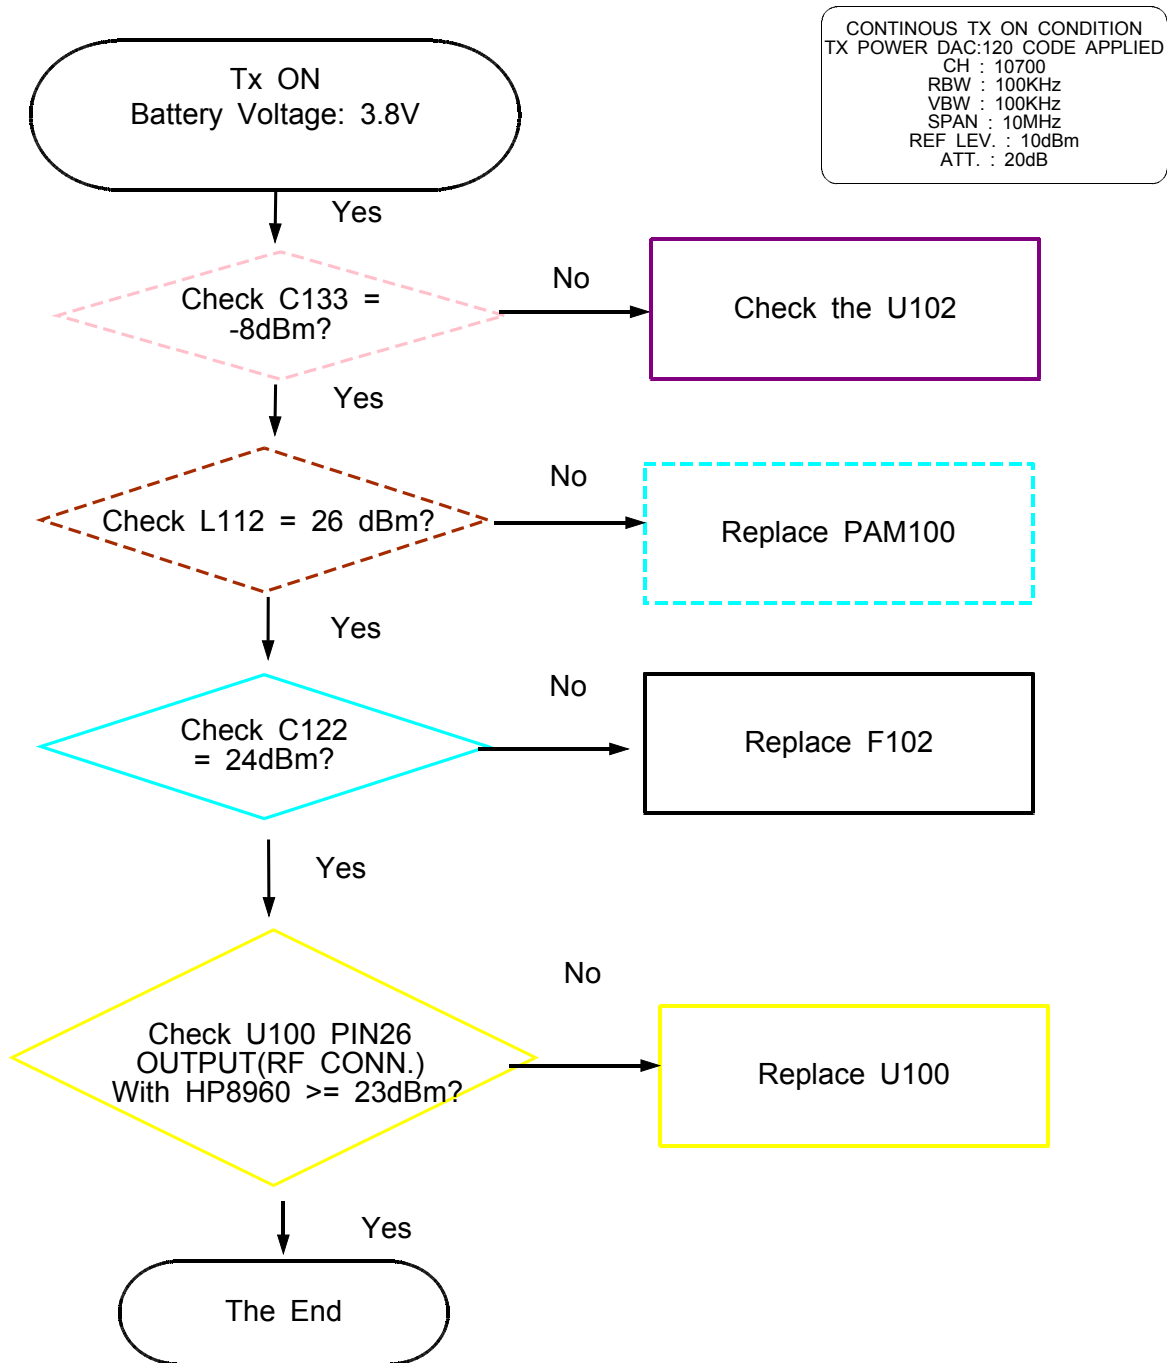 CONTINOUS TX ON CONDITION
TX POWER DAC:120 CODE APPLIED
CH : 10700
RBW : 100KHz
VBW : 100KHz
SPAN : 10MHz
REF LEV. : 10dBm
ATT. : 20dB
Tx ON
Battery Voltage: 3.8V
Yes
Check C133 =
-8dBm?
No
Check the U102
Yes
Check L112 = 26 dBm?
No
Replace PAM100
Yes
Check C122
= 24dBm?
No
Replace F102
Yes
Check U100 PIN26
OUTPUT(RF CONN.)
With HP8960 >= 23dBm?
No
Replace U100
Yes
The End